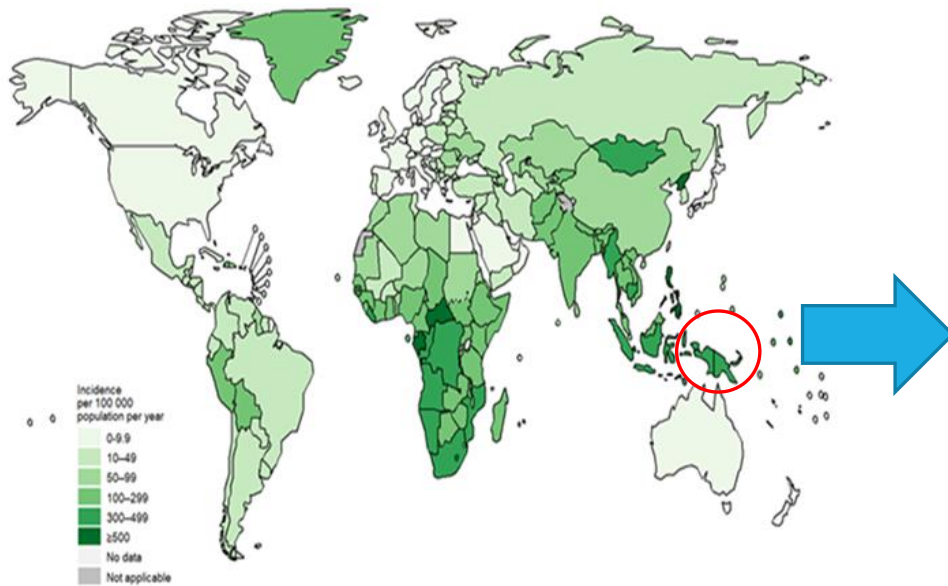 Incidence
per 100 000
population per year
0-9.9
10–49
50–99
100–299
300–499
≥500
No data
Not applicable